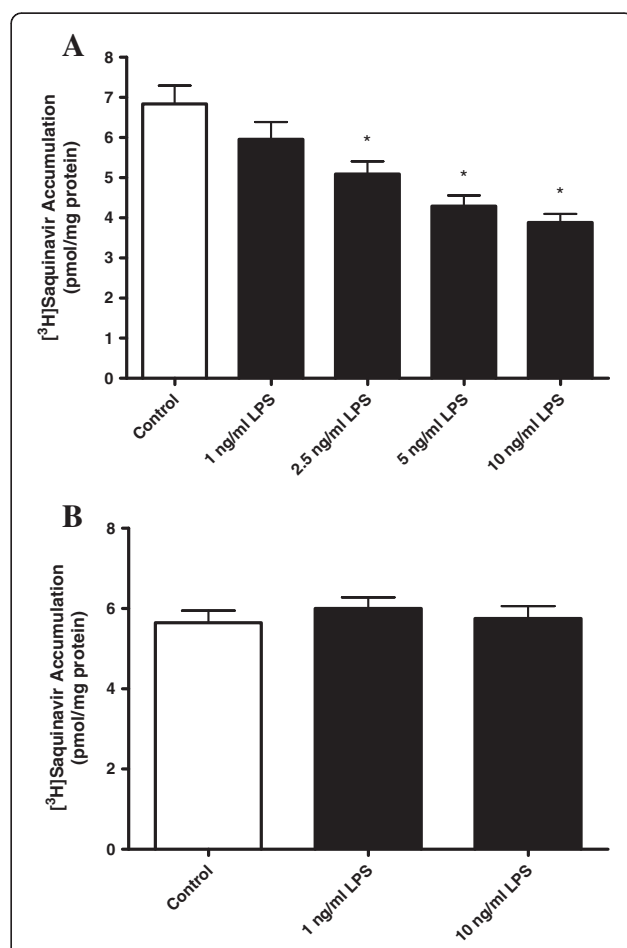 A
[³H]Saquinavir Accumulation
(pmol/mg protein)
8
7
6
5
4
3
2
1
0
*
*
*
Control
1 ng/ml LPS
2.5 ng/ml LPS
5 ng/ml LPS
10 ng/ml LPS
B
[³H]Saquinavir Accumulation
(pmol/mg protein)
8
6
4
2
0
Control
1 ng/ml LPS
10 ng/ml LPS